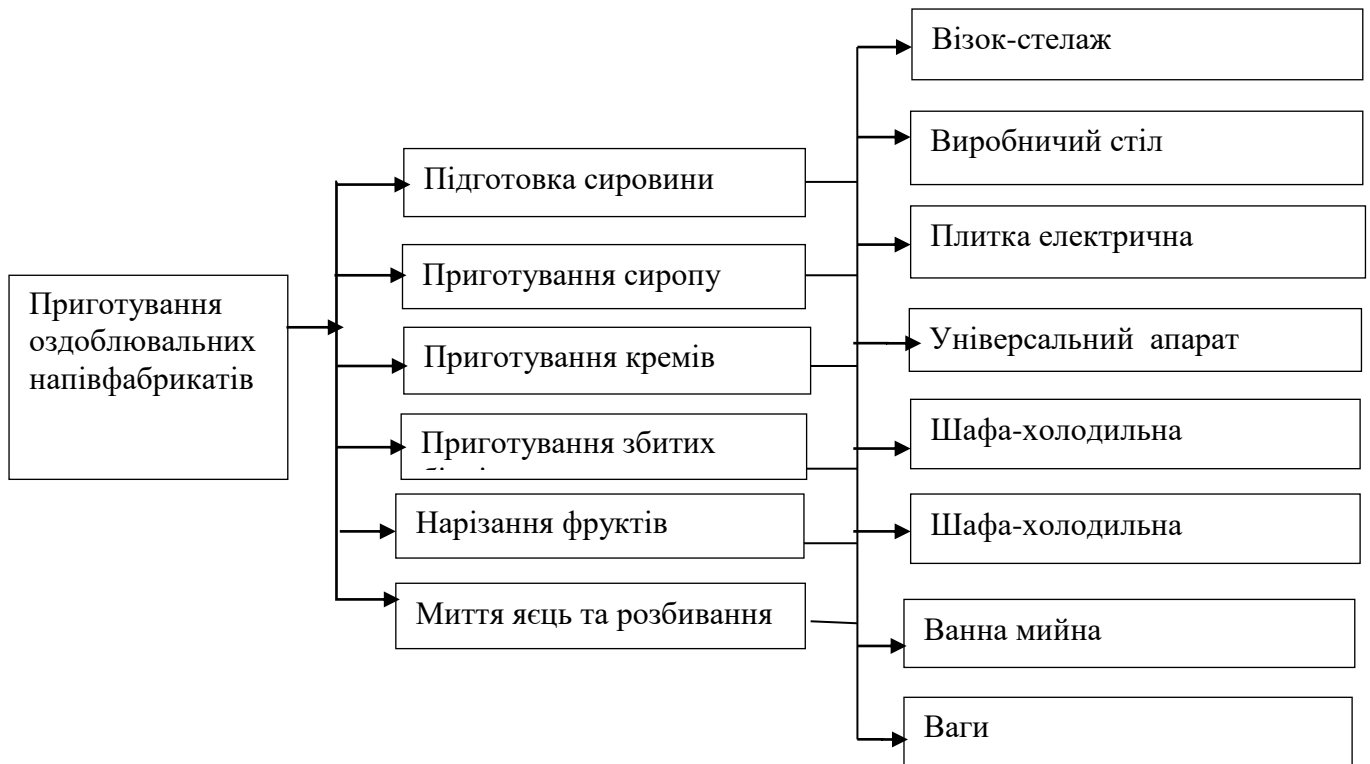 Приготування
оздоблювальних
напівфабрикатів
Підготовка сировини
Приготування сиропу
Приготування кремів
Приготування збитих
Нарізання фруктів
Миття яєць та розбивання
Візок-стелаж
Виробничий стіл
Плитка електрична
Універсальний апарат
Шафа-холодильна
Шафа-холодильна
Ванна мийна
Ваги